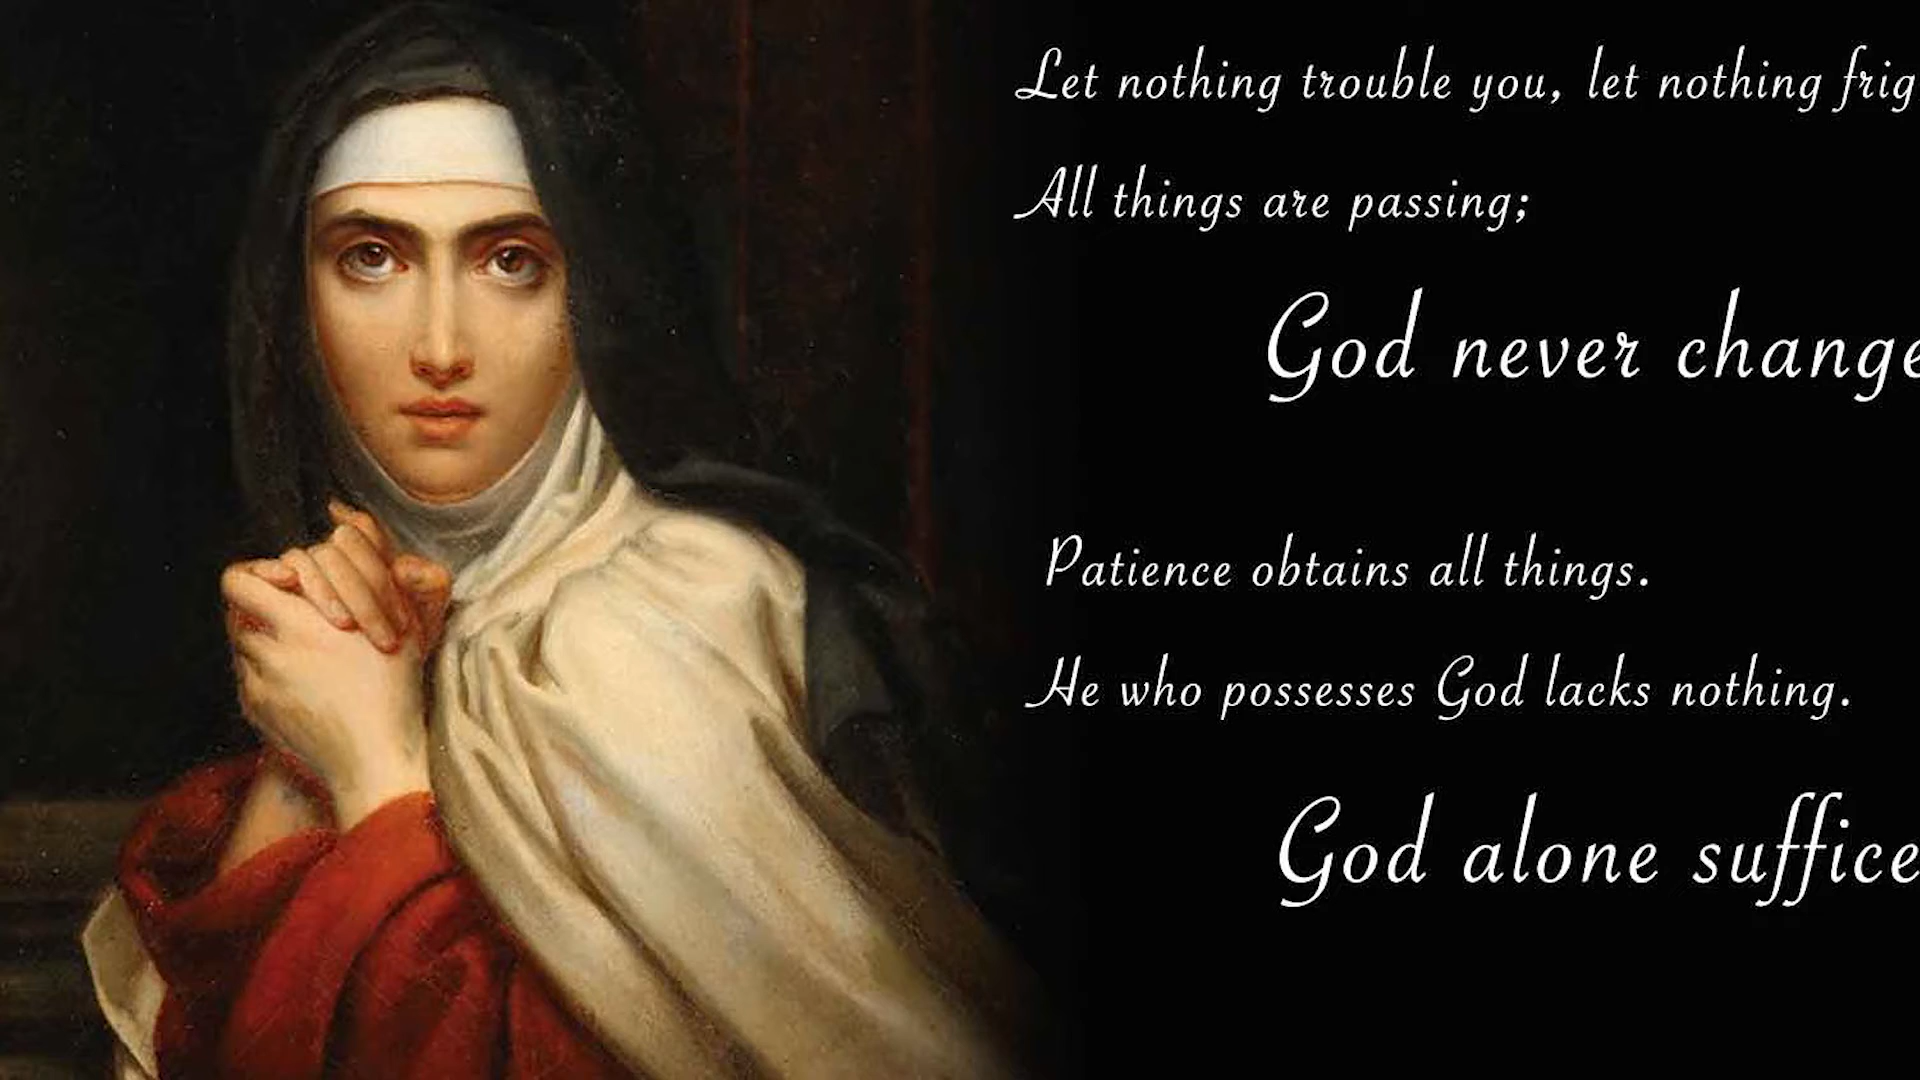 Let nothing trouble you, let nothing frig
All things are passing;
God never change
Patience obtains all things.
He who possesses God lacks nothing.
God alone suffice